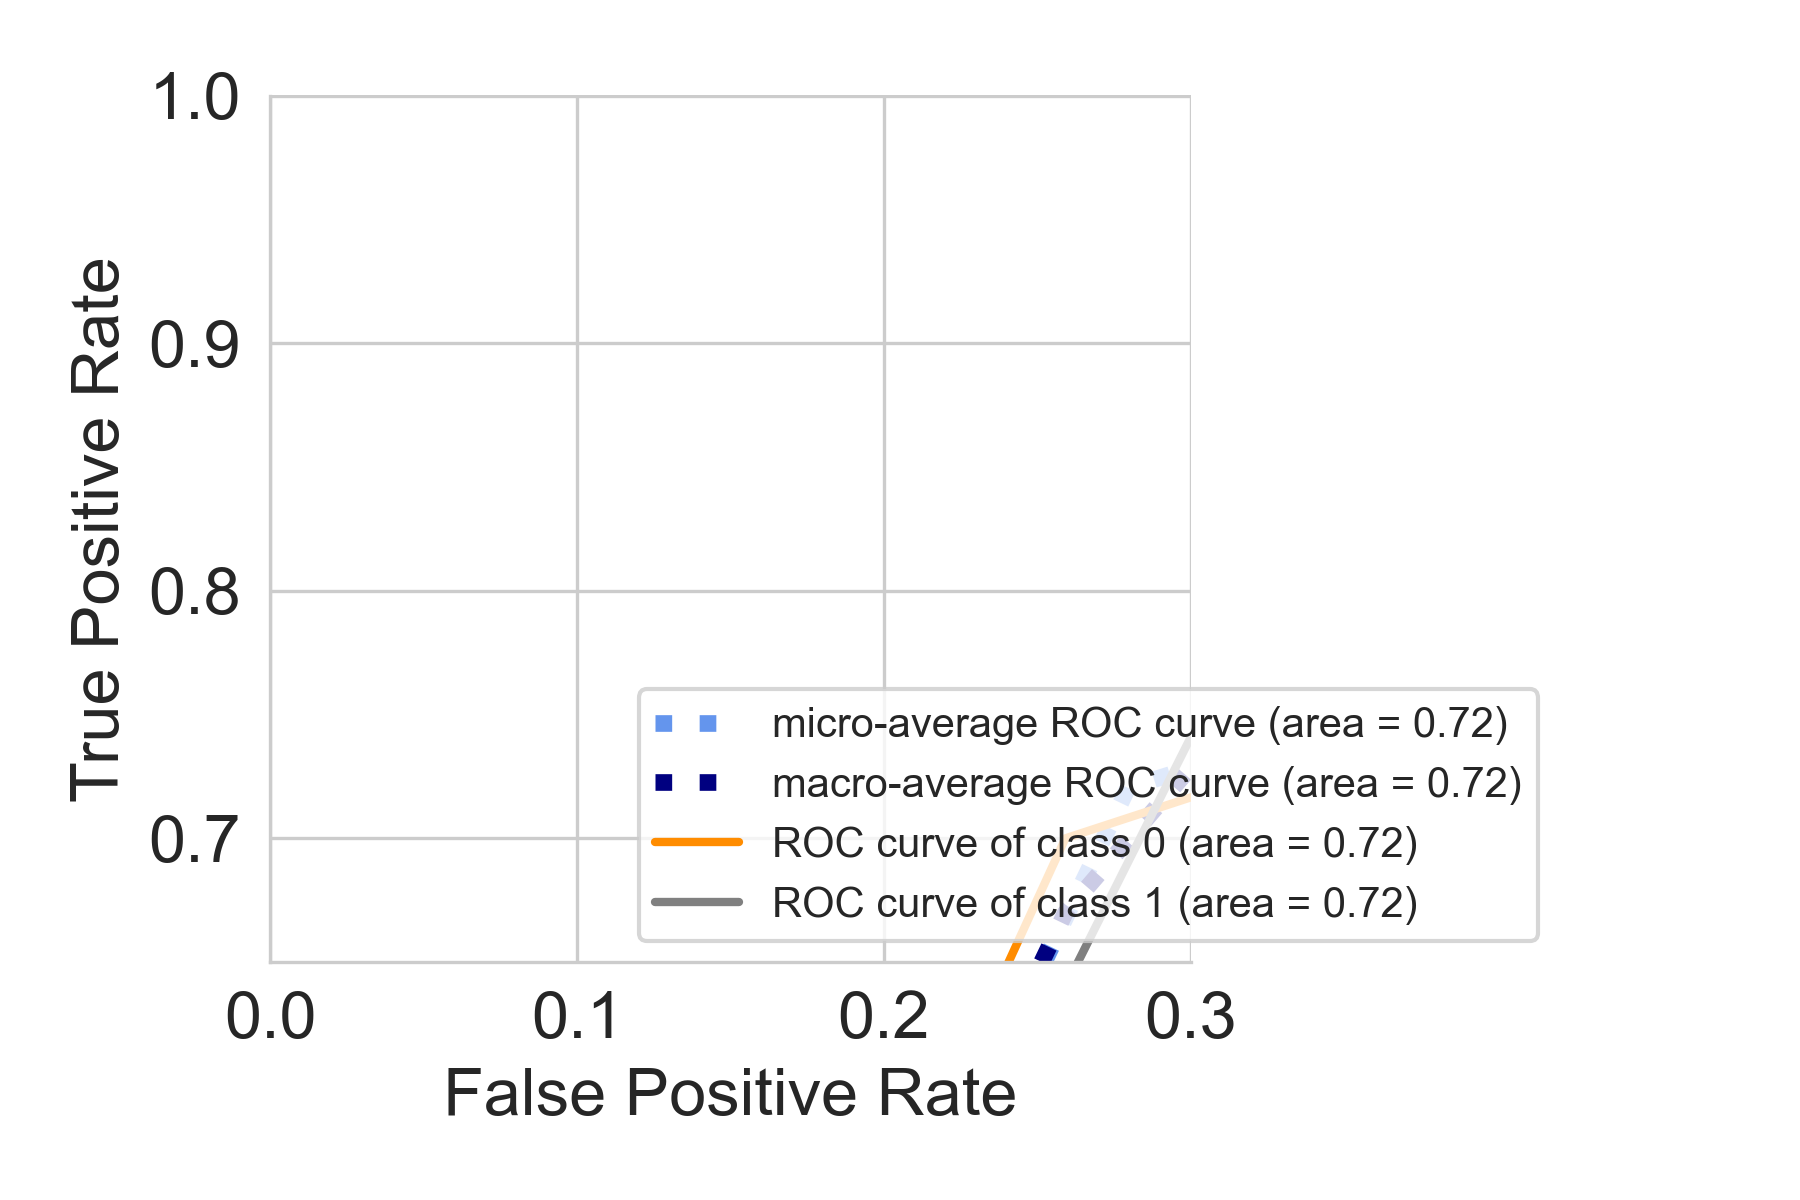 True Positive Rate
1.0
0.9
0.8
0.7
micro-average ROC curve (area = 0.72)
macro-average ROC curve (area = 0.72)
ROC curve of class 0 (area = 0.72)
ROC curve of class 1 (area = 0.72)
0.0 0.1 0.2 0.3
False Positive Rate